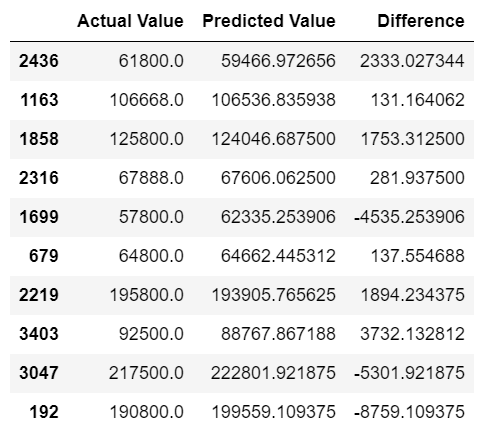 Actual Value Predicted Value Difference
2436 61800.0 59466.972656 2333.027344
1163 106668.0 106536.835938 131.164062
1858 125800.0 124046.687500 1753.312500
2316 67888.0 67606.062500 281.937500
1699 57800.0 62335.253906 -4535.253906
679 64800.0 64662.445312 137.554688
2219 195800.0 193905.765625 1894.234375
3403 92500.0 88767.867188 3732.132812
3047 217500.0 222801.921875 -5301.921875
192 190800.0 199559.109375 -8759.109375